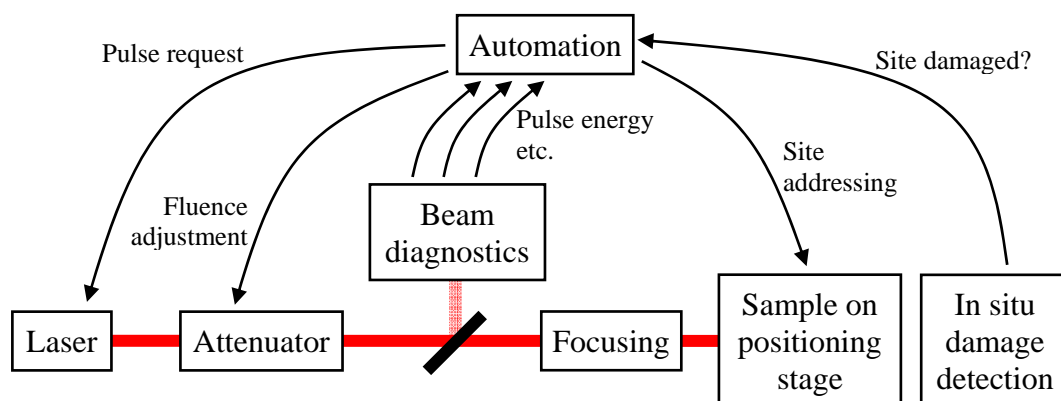 Automation
Pulse request
Site damaged?
Pulse energy
etc.
Site
addressing
Fluence
adjustment
Beam
diagnostics
Laser
Attenuator
Focusing
Sample on
positioning
stage
In situ
damage
detection